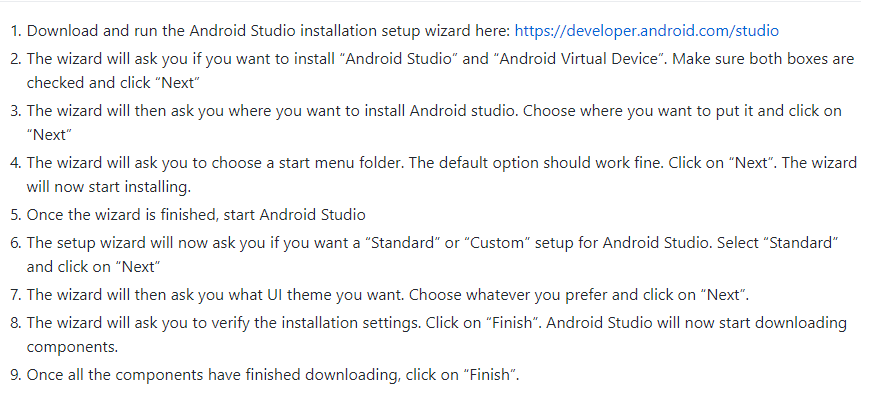 1. Download and run the Android Studio installation setup wizard here: https://developer.android.com/studio
2. The wizard will ask you if you want to install “Android Studio” and “Android Virtual Device”. Make sure both boxes are
checked and click “Next”
3. The wizard will then ask you where you want to install Android studio. Choose where you want to put it and click on
“Next”
4. The wizard will ask you to choose a start menu folder. The default option should work fine. Click on “Next”. The wizard
will now start installing.
5. Once the wizard is finished, start Android Studio
6. The setup wizard will now ask you if you want a “Standard” or “Custom” setup for Android Studio. Select “Standard”
and click on “Next”
7. The wizard will then ask you what UI theme you want. Choose whatever you prefer and click on “Next”.
8. The wizard will ask you to verify the installation settings. Click on “Finish”. Android Studio will now start downloading
components.
9. Once all the components have finished downloading, click on “Finish”.